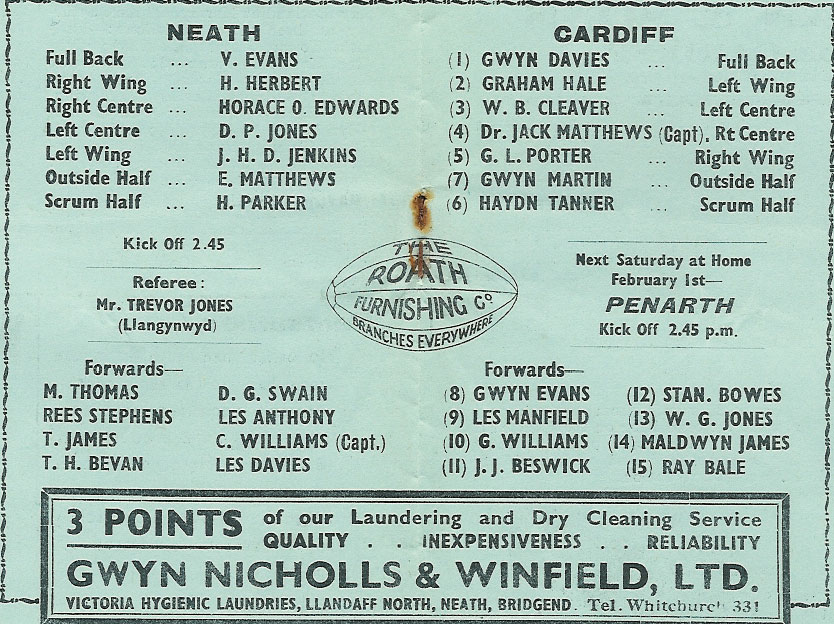 NEATH CARDIFF
Full Back ... V. EVANS (1) GWYN DAVIES ... Full Back
Right Wing ... H. HERBERT (2) GRAHAM HALE ... Left Wing
Right Centre ... HORACE O. EDWARDS (3) W. B. CLEAVER ... Left Centre
Left Centre ... D. P. JONES (4) Dr. JACK MATTHEWS (Capt). Rt Centre
Left Wing ... J. H. D. JENKINS (5) G. L. PORTER ... Right Wing
Outside Half ... E. MATTHEWS (7) GWYN MARTIN ... Outside Half
Scrum Half ... H. PARKER (6) HAYDN TANNER ... Scrum Half
Kick Off 2.45
Referee:
Mr. TREVOR JONES
(Llangynwyd)
THE
ROATH
FURNISHING Co
BRANCHES EVERYWHERE
Next Saturday at Home
February 1st—
PENARTH
Kick Off 2.45 p.m.
Forwards— Forwards—
M. THOMAS D. G. SWAIN (8) GWYN EVANS (12) STAN. BOWES
REES STEPHENS LES ANTHONY (9) LES MANFIELD (13) W. G. JONES
T. JAMES C. WILLIAMS (Capt.) (10) G. WILLIAMS (14) MALDWYN JAMES
T. H. BEVAN LES DAVIES (11) J. J. BESWICK (15) RAY BALE
3 POINTS of our Laundering and Dry Cleaning Service
QUALITY . . INEXPENSIVENESS . . RELIABILITY
GWYN NICHOLLS & WINFIELD, LTD.
VICTORIA HYGIENIC LAUNDRIES, LLANDAFF NORTH, NEATH, BRIDGEND. Tel. Whitchurch 331